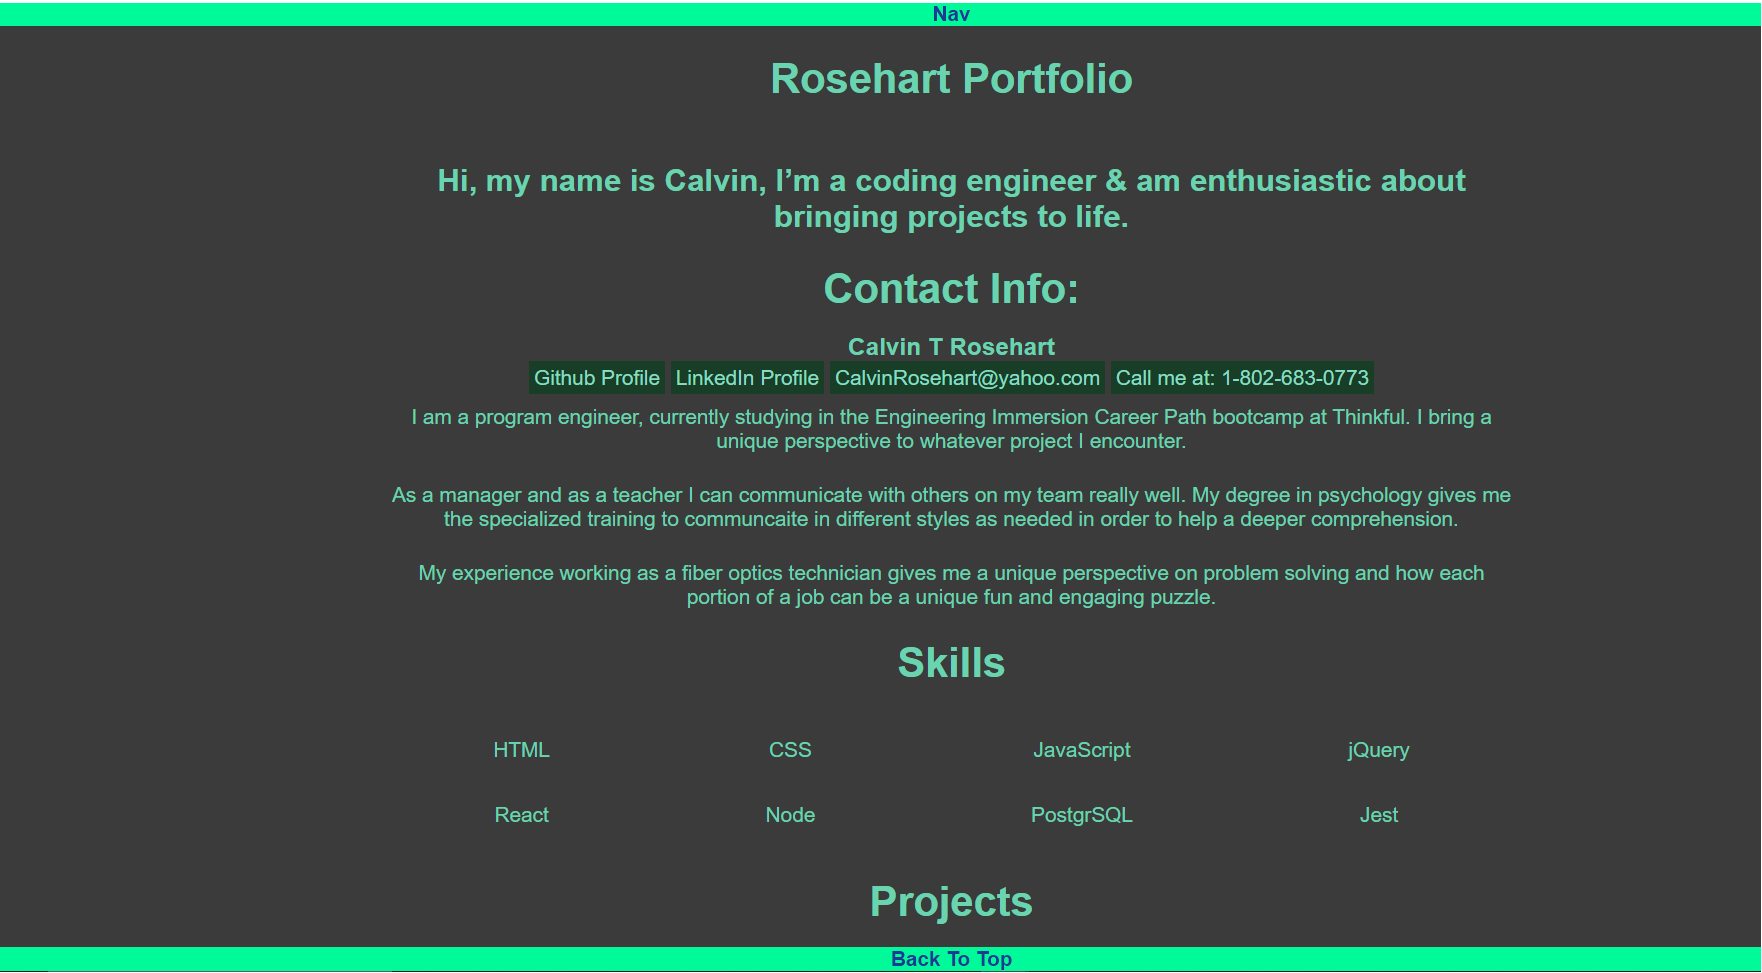 Nav
Rosehart Portfolio
Hi, my name is Calvin, I’m a coding engineer & am enthusiastic about
bringing projects to life.
Contact Info:
Calvin T Rosehart
Github Profile LinkedIn Profile CalvinRosehart@yahoo.com Call me at: 1-802-683-0773
I am a program engineer, currently studying in the Engineering Immersion Career Path bootcamp at Thinkful. I bring a
unique perspective to whatever project I encounter.
As a manager and as a teacher I can communicate with others on my team really well. My degree in psychology gives me
the specialized training to communcaite in different styles as needed in order to help a deeper comprehension.
My experience working as a fiber optics technician gives me a unique perspective on problem solving and how each
portion of a job can be a unique fun and engaging puzzle.
Skills
HTML CSS JavaScript jQuery
React Node PostgrSQL Jest
Projects
Back To Top